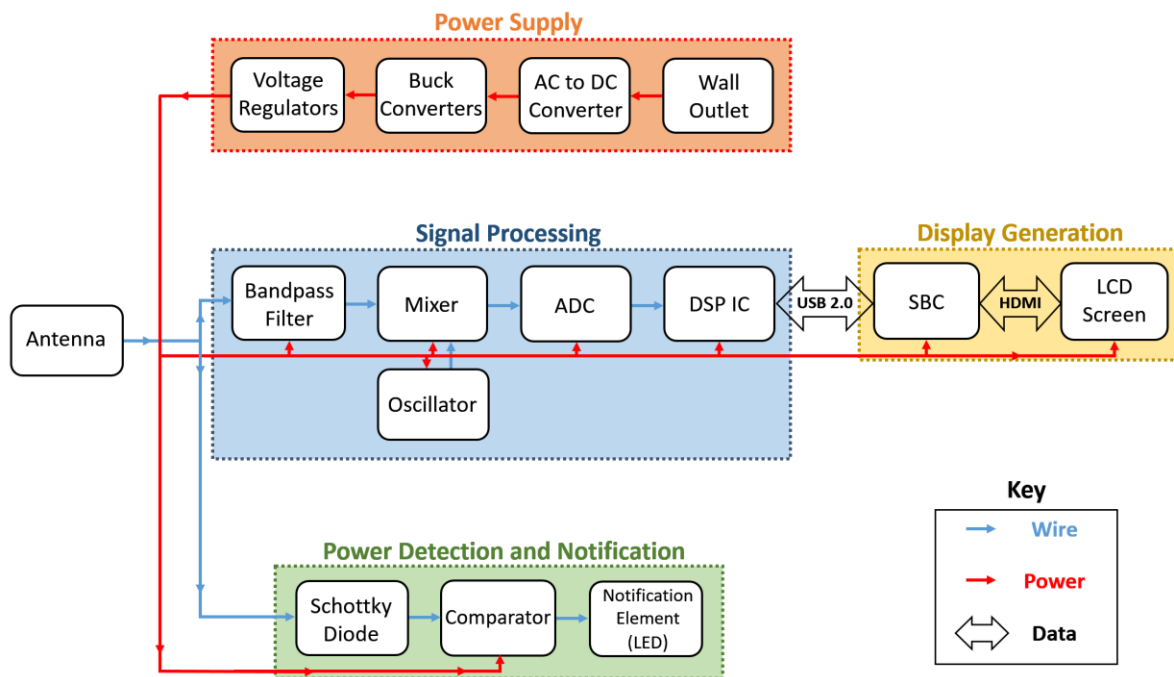 Power Supply
Voltage
Regulators
Buck
Converters
AC to DC
Converter
Wall
Outlet
Signal Processing
Display Generation
Antenna
Bandpass
Filter
Mixer
ADC
DSP IC
USB 2.0
SBC
HDMI
LCD
Screen
Oscillator
Power Detection and Notification
Schottky
Diode
Comparator
Notification
Element
(LED)
Key
Wire
Power
Data